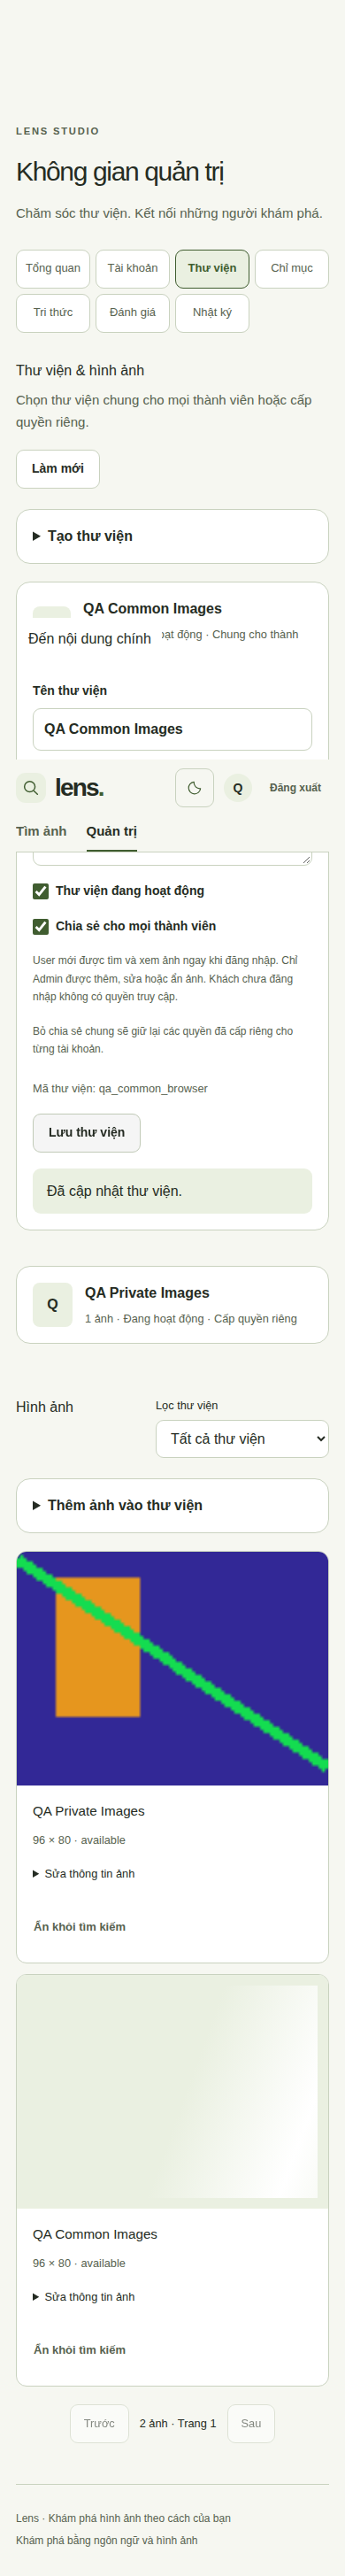 LENS STUDIO
Không gian quản trị
Chăm sóc thư viện. Kết nối những người khám phá.
Tổng quan
Tài khoản
Thư viện
Chỉ mục
Tri thức
Đánh giá
Nhật ký
Thư viện & hình ảnh
Chọn thư viện chung cho mọi thành viên hoặc cấp
quyền riêng.
Làm mới
Tạo thư viện
QA Common Images
động · Chung cho thành
Đến nội dung chính
Tên thư viện
QA Common Images
lens.
Q
Đăng xuất
Tìm ảnh
Quản trị
Thư viện đang hoạt động
Chia sẻ cho mọi thành viên
User mới được tìm và xem ảnh ngay khi đăng nhập. Chỉ
Admin được thêm, sửa hoặc ẩn ảnh. Khách chưa đăng
nhập không có quyền truy cập.
Bỏ chia sẻ chung sẽ giữ lại các quyền đã cấp riêng cho
từng tài khoản.
Mã thư viện: qa_common_browser
Lưu thư viện
Đã cập nhật thư viện.
Q
QA Private Images
1 ảnh · Đang hoạt động · Cấp quyền riêng
Hình ảnh
Lọc thư viện
Tất cả thư viện
Thêm ảnh vào thư viện
QA Private Images
96 × 80 · available
Sửa thông tin ảnh
Ẩn khỏi tìm kiếm
QA Common Images
96 × 80 · available
Sửa thông tin ảnh
Ẩn khỏi tìm kiếm
Trước
2 ảnh · Trang 1
Sau
Lens · Khám phá hình ảnh theo cách của bạn
Khám phá bằng ngôn ngữ và hình ảnh